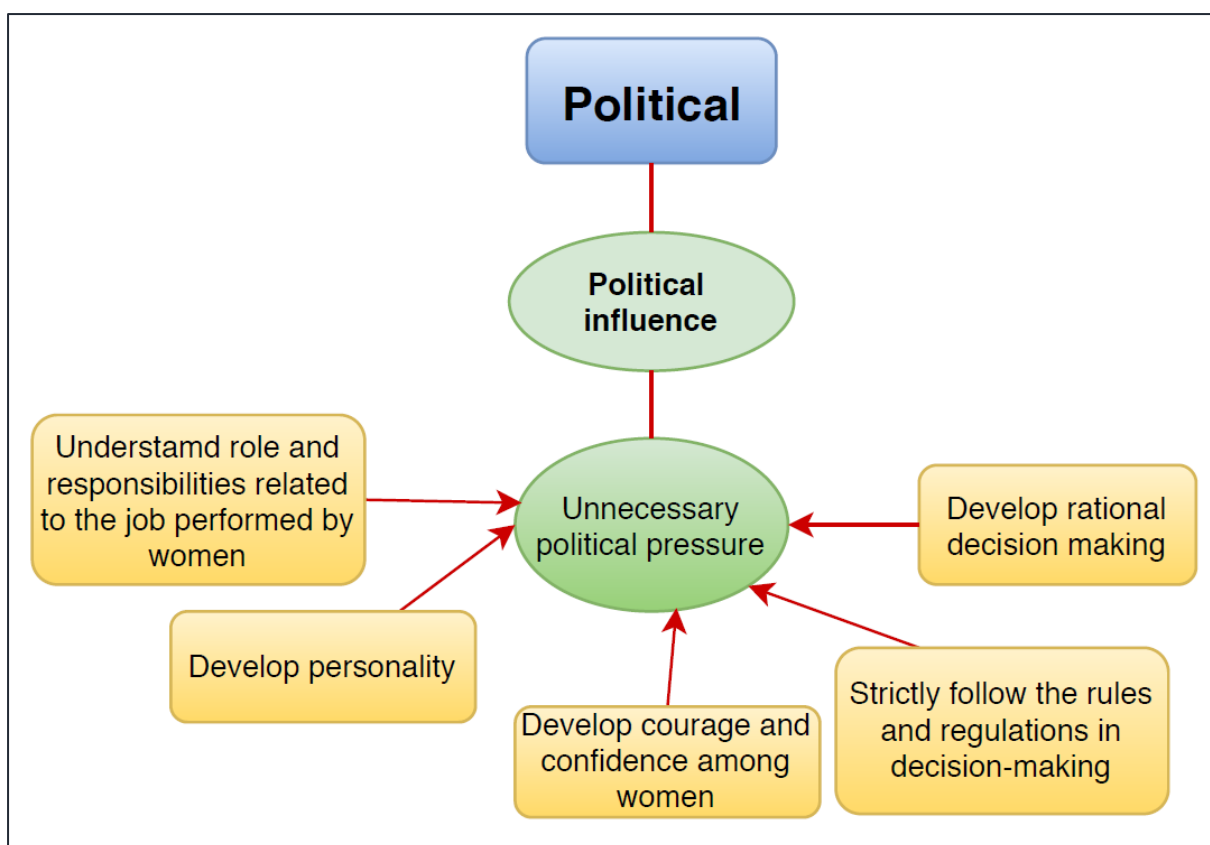 Political
Political
influence
Unnecessary
political pressure
Understamd role and
responsibilities related
to the job performed by
women
Develop personality
Develop courage and
confidence among
women
Strictly follow the rules
and regulations in
decision-making
Develop rational
decision making